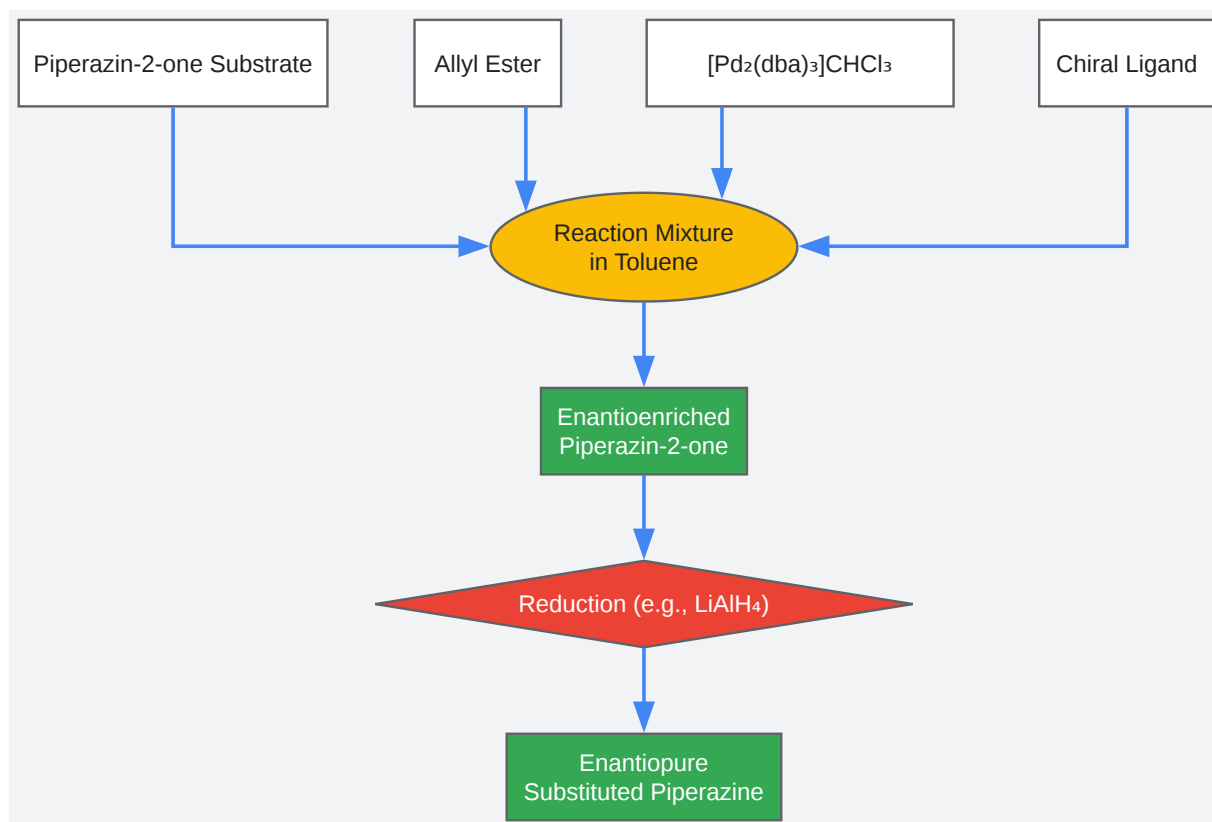 Piperazin-2-one Substrate
Allyl Ester
[Pd₂(dba)₃]CHCl₃
Chiral Ligand
Reaction Mixture
in Toluene
Enantioenriched
Piperazin-2-one
Reduction (e.g., LiAlH₄)
Enantiopure
Substituted Piperazine